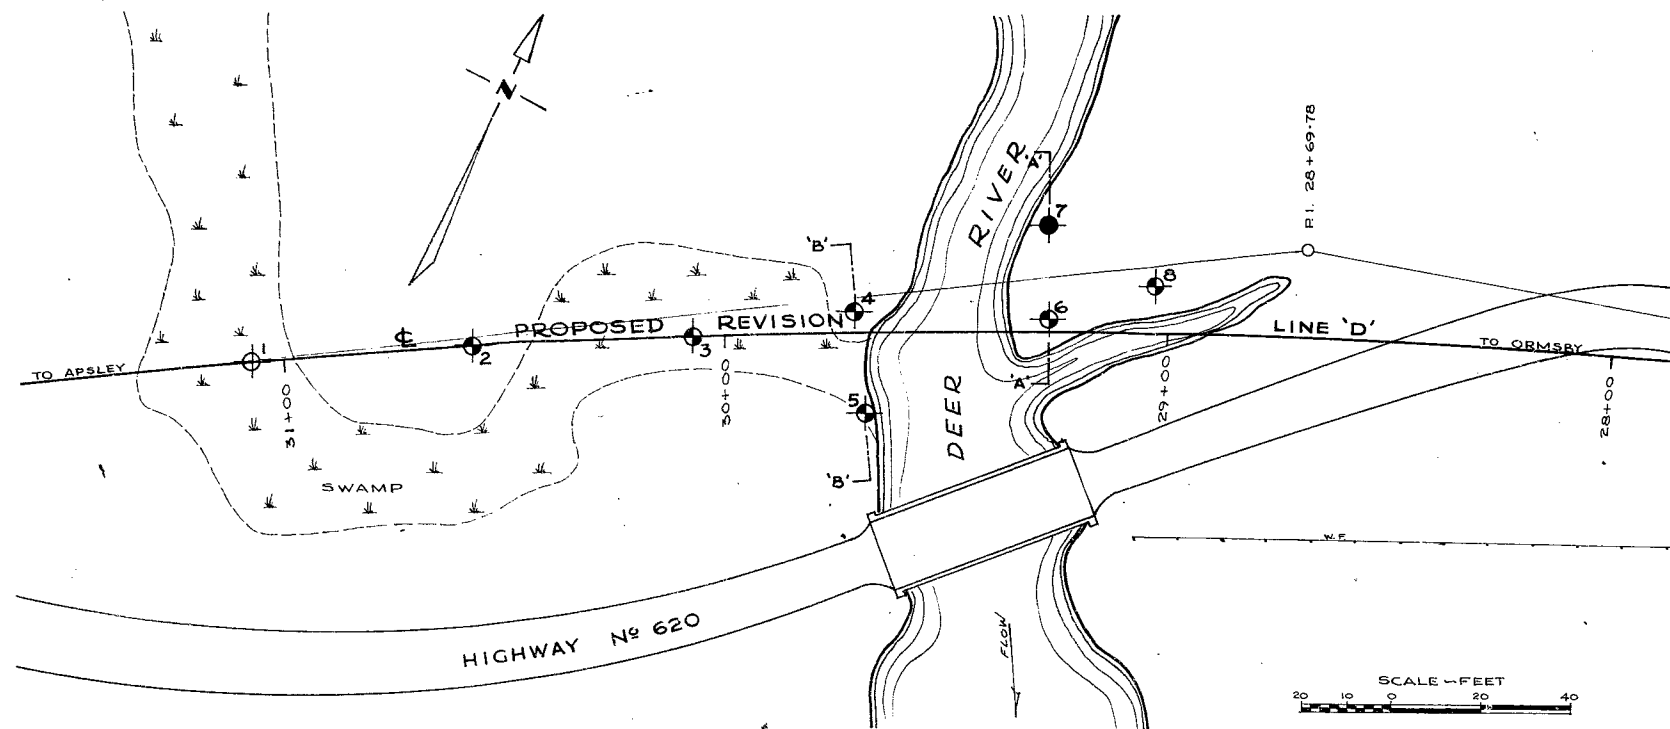 N
P.I. 28+69.78
RIVER
'A'
7
'B'
8
4
6
℄ PROPOSED REVISION
LINE 'D'
1
2
3
TO APSLEY
TO ORMSBY
31+00
30+00
29+00
28+00
'A'
DEER
5
'B'
SWAMP
W.F.
HIGHWAY Nº 620
FLOW
SCALE ~ FEET
20 10 0 20 40